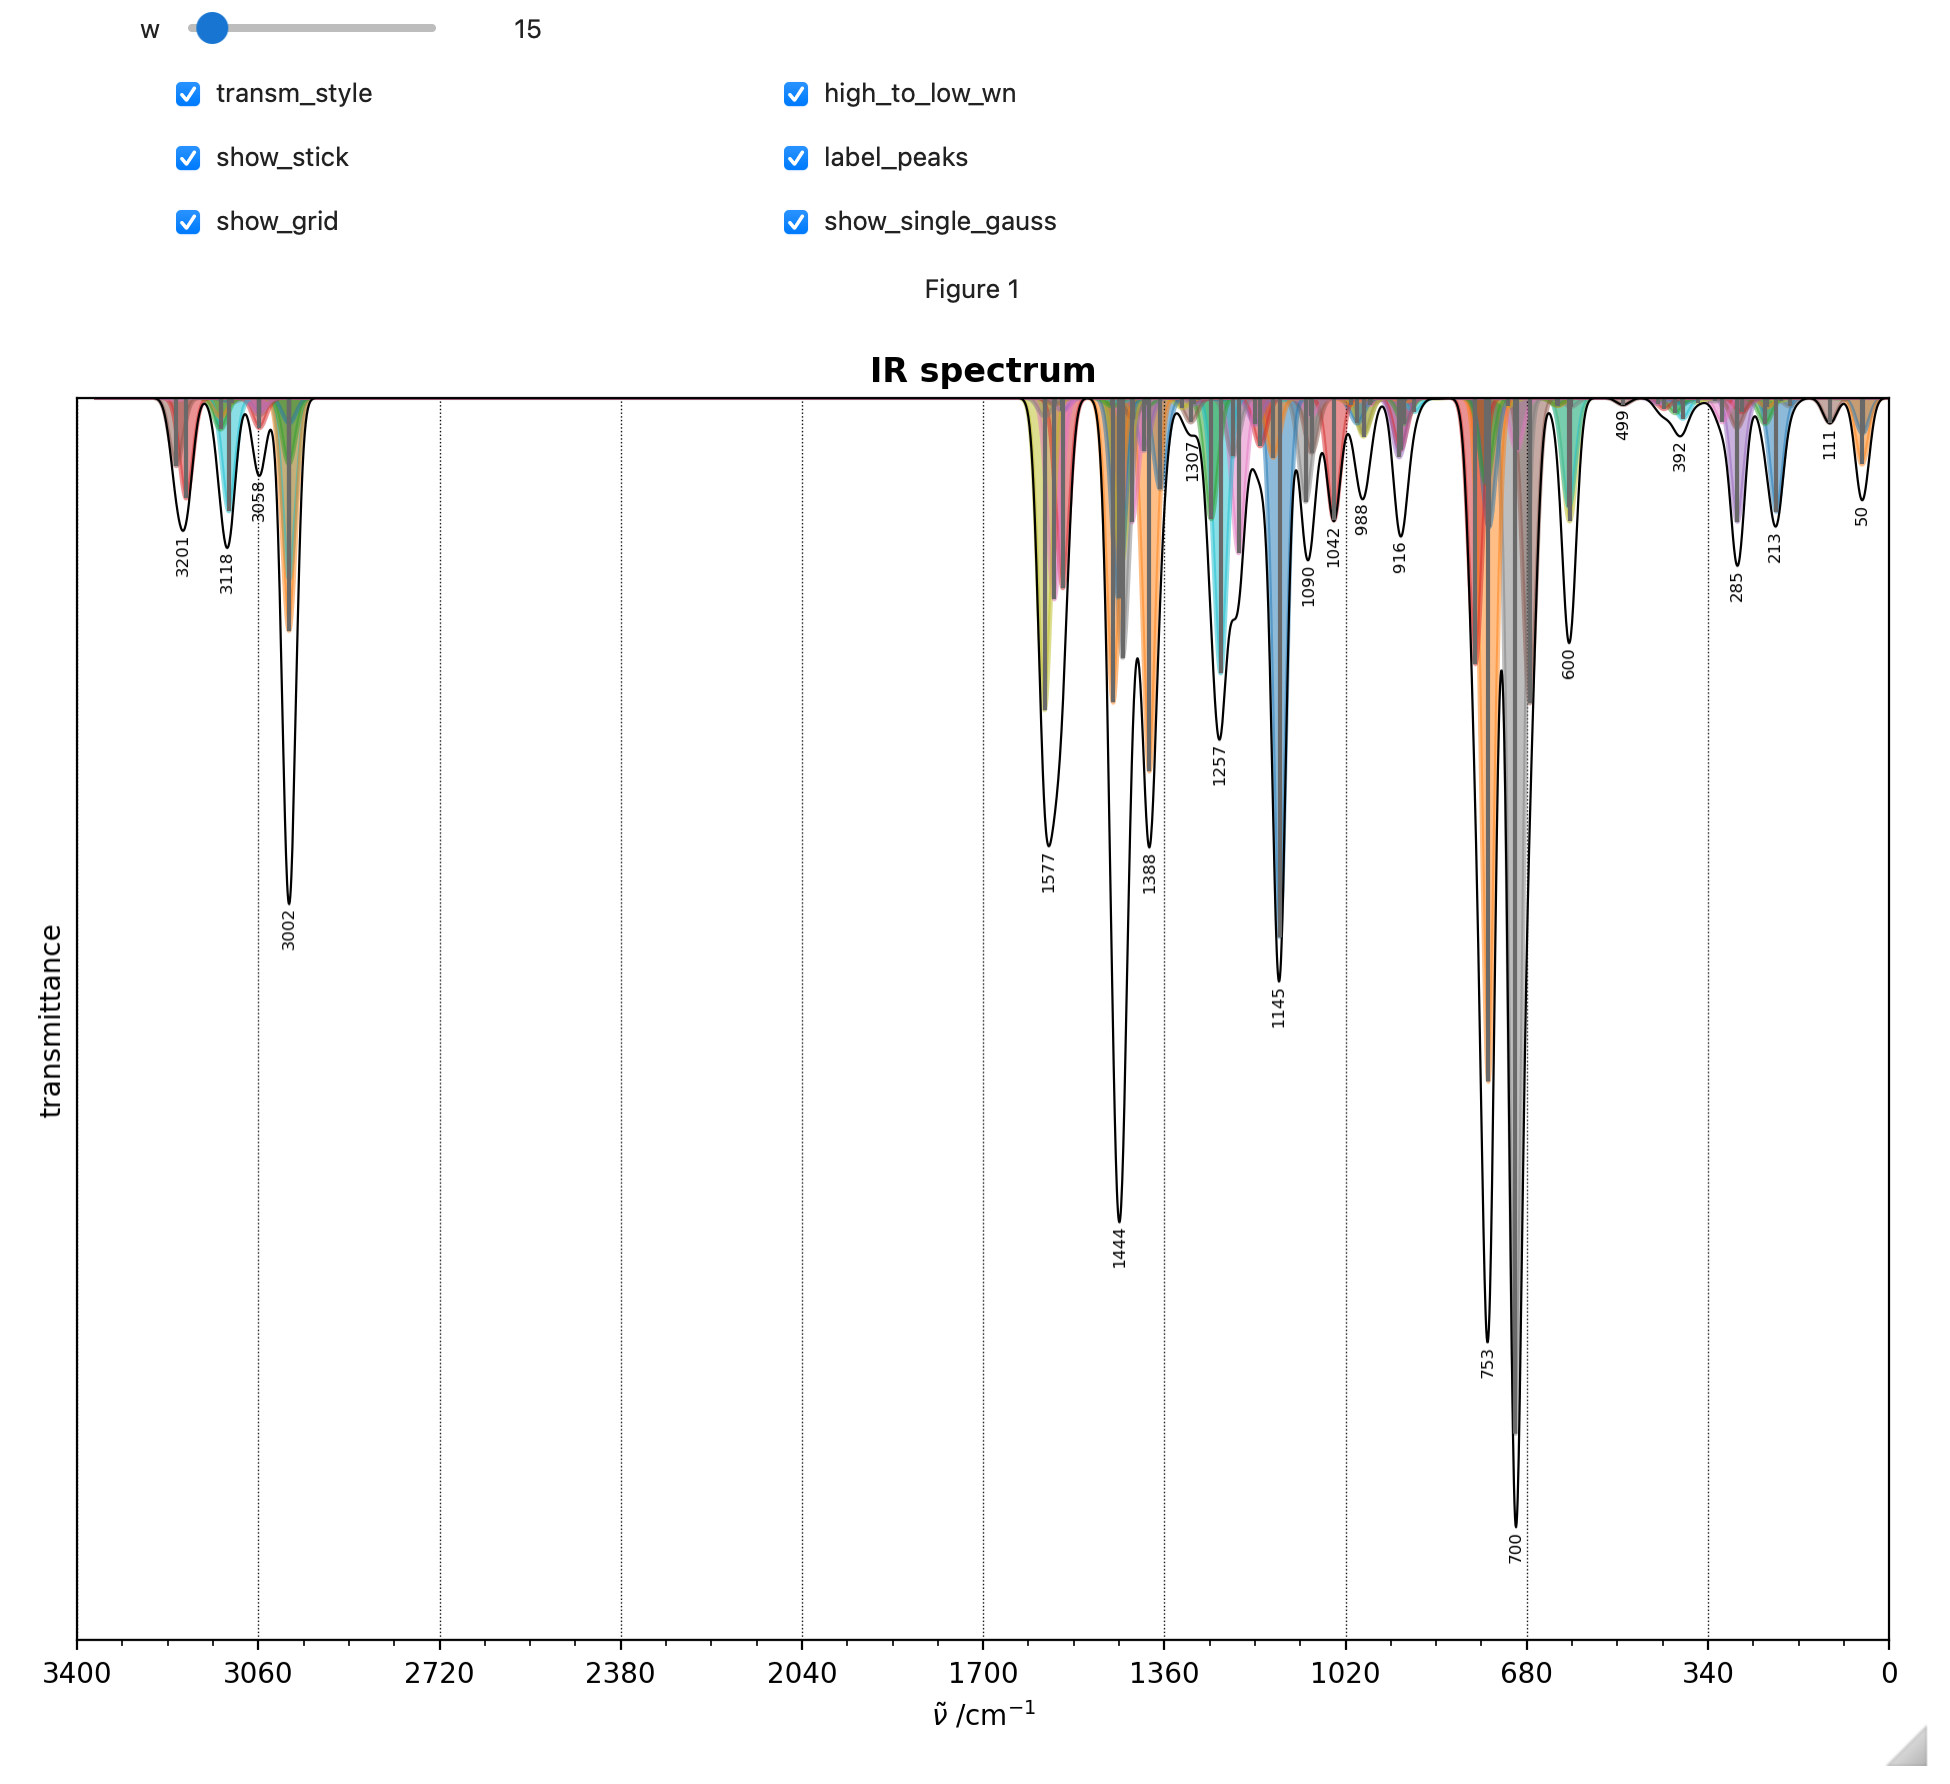 w 15
transm_style high_to_low_wn
show_stick label_peaks
show_grid show_single_gauss
Figure 1
IR spectrum
transmittance
3201
3118
3058
3002
1577
1444
1388
1307
1257
1145
1090
1042
988
916
753
700
600
499
392
285
213
111
50
3400 3060 2720 2380 2040 1700 1360 1020 680 340 0
ν̃ /cm⁻¹